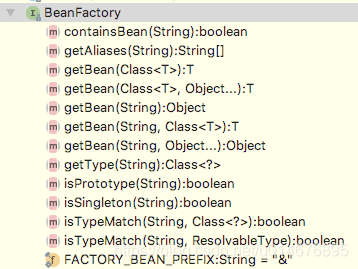 BeanFactory
containsBean(String):boolean
getAliases(String):String[]
getBean(Class<T>):T
getBean(Class<T>, Object...):T
getBean(String):Object
getBean(String, Class<T>):T
getBean(String, Object...):Object
getType(String):Class<?>
isPrototype(String):boolean
isSingleton(String):boolean
isTypeMatch(String, Class<?>):boolean
isTypeMatch(String, ResolvableType):boolean
FACTORY_BEAN_PREFIX:String = "&"